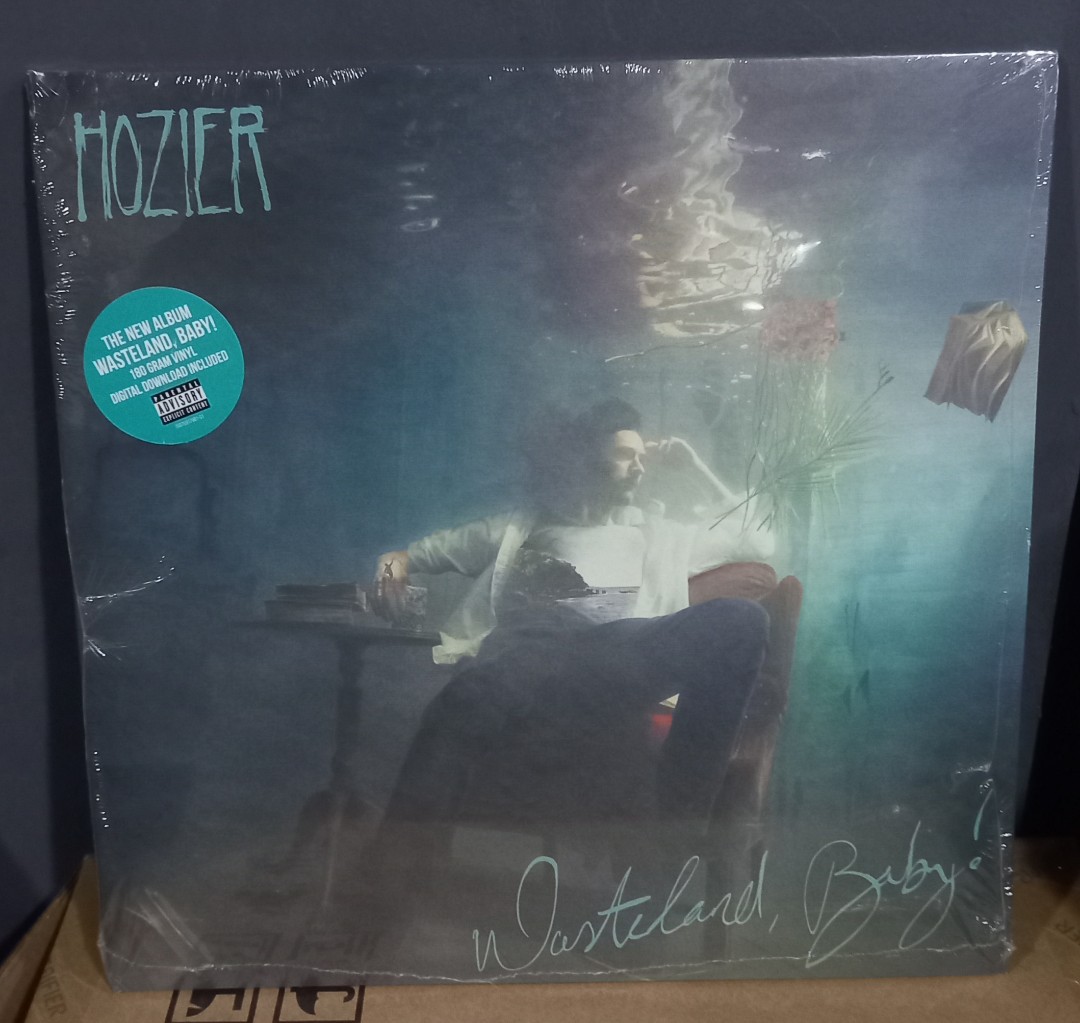 HOZIER
THE NEW ALBUM
WASTELAND, BABY!
180 GRAM VINYL
DIGITAL DOWNLOAD INCLUDED
PARENTAL
ADVISORY
EXPLICIT CONTENT
Wasteland, Baby!